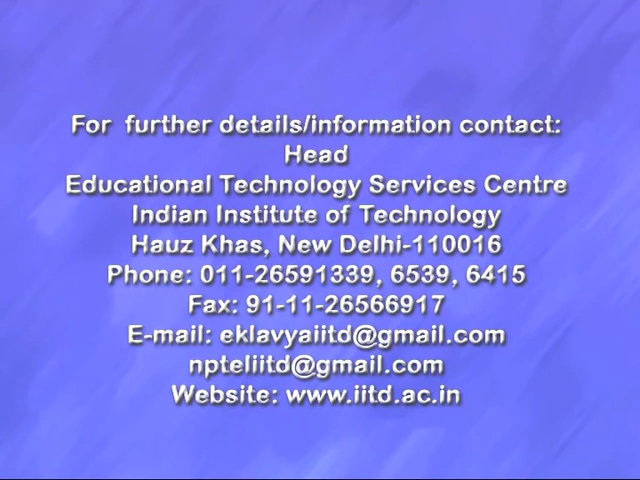 For further details/information contact:
Head
Educational Technology Services Centre
Indian Institute of Technology
Hauz Khas, New Delhi-110016
Phone: 011-26591339, 6539, 6415
Fax: 91-11-26566917
E-mail: eklavyaiitd@gmail.com
npteliitd@gmail.com
Website: www.iitd.ac.in